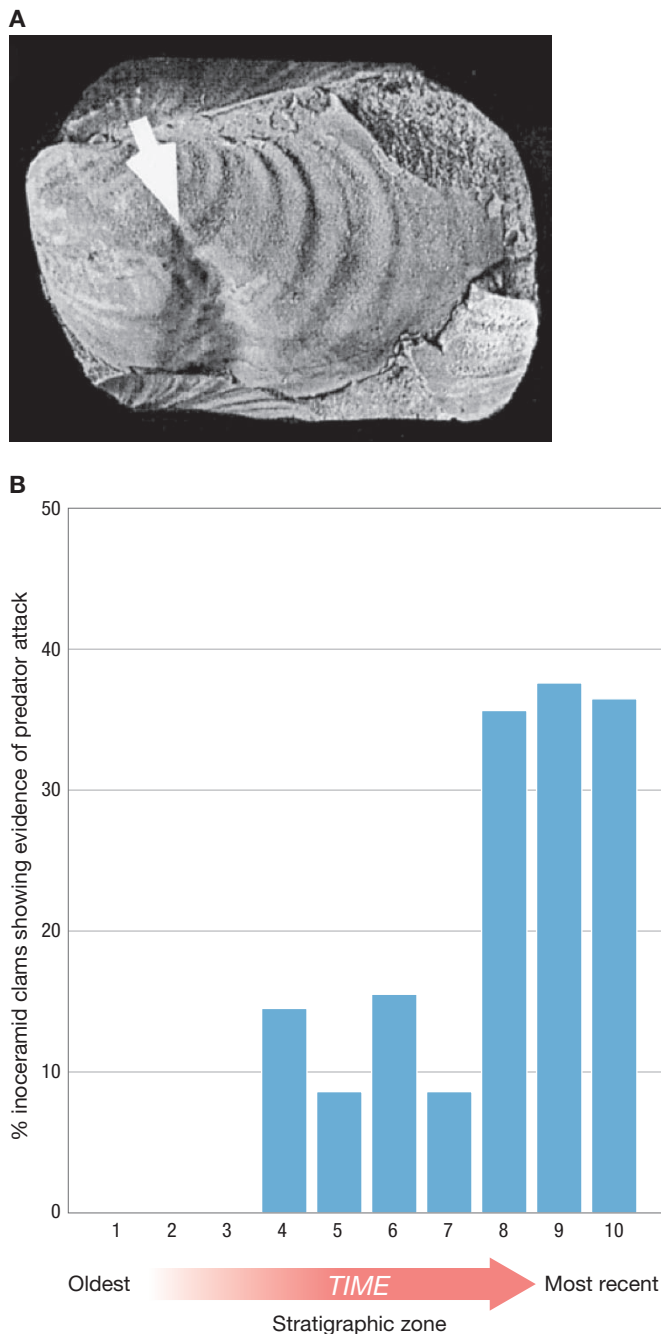 A
B
% inoceramid clams showing evidence of predator attack
50
40
30
20
10
0
1 2 3 4 5 6 7 8 9 10
Oldest TIME Most recent
Stratigraphic zone